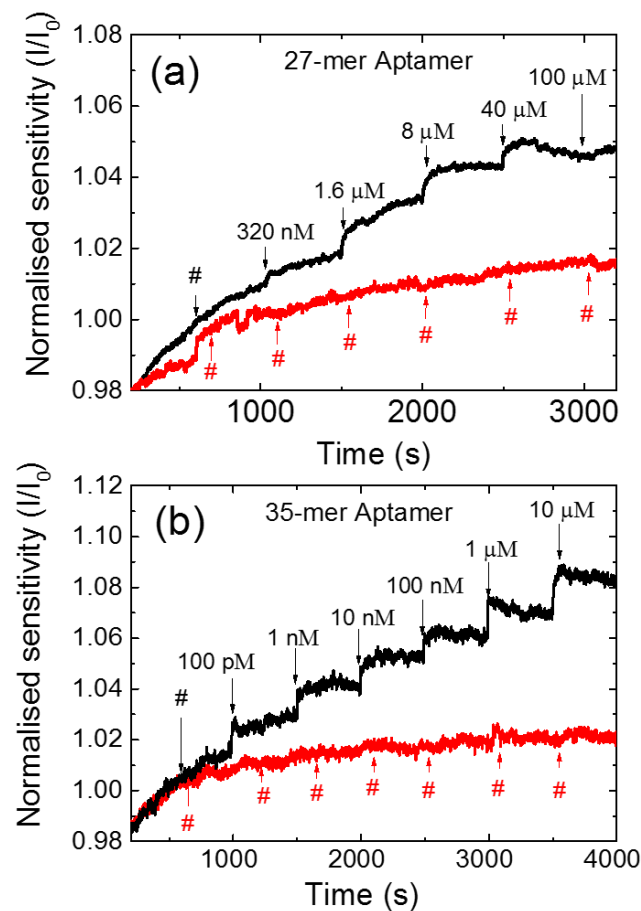 (a)
27-mer Aptamer
Normalised sensitivity (I/I₀)
1.08
1.06
1.04
1.02
1.00
0.98
#
320 nM
1.6 μM
8 μM
40 μM
100 μM
# # # # # #
1000 2000 3000
Time (s)
(b)
35-mer Aptamer
Normalised sensitivity (I/I₀)
1.12
1.10
1.08
1.06
1.04
1.02
1.00
0.98
#
100 pM
1 nM
10 nM
100 nM
1 μM
10 μM
# # # # # # #
1000 2000 3000 4000
Time (s)